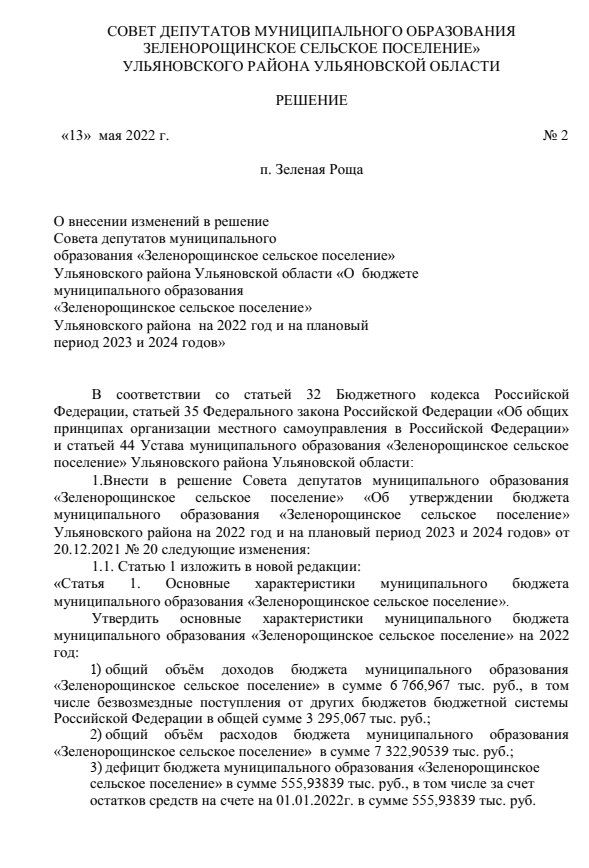 СОВЕТ ДЕПУТАТОВ МУНИЦИПАЛЬНОГО ОБРАЗОВАНИЯ
ЗЕЛЕНОРОЩИНСКОЕ СЕЛЬСКОЕ ПОСЕЛЕНИЕ»
УЛЬЯНОВСКОГО РАЙОНА УЛЬЯНОВСКОЙ ОБЛАСТИ
РЕШЕНИЕ
«13» мая 2022 г. № 2
п. Зеленая Роща
О внесении изменений в решение
Совета депутатов муниципального
образования «Зеленорощинское сельское поселение»
Ульяновского района Ульяновской области «О бюджете
муниципального образования
«Зеленорощинское сельское поселение»
Ульяновского района на 2022 год и на плановый
период 2023 и 2024 годов»
В соответствии со статьей 32 Бюджетного кодекса Российской
Федерации, статьей 35 Федерального закона Российской Федерации «Об общих
принципах организации местного самоуправления в Российской Федерации»
и статьей 44 Устава муниципального образования «Зеленорощинское сельское
поселение» Ульяновского района Ульяновской области:
1.Внести в решение Совета депутатов муниципального образования
«Зеленорощинское сельское поселение» «Об утверждении бюджета
муниципального образования «Зеленорощинское сельское поселение»
Ульяновского района на 2022 год и на плановый период 2023 и 2024 годов» от
20.12.2021 № 20 следующие изменения:
1.1. Статью 1 изложить в новой редакции:
«Статья 1. Основные характеристики муниципального бюджета
муниципального образования «Зеленорощинское сельское поселение».
Утвердить основные характеристики муниципального бюджета
муниципального образования «Зеленорощинское сельское поселение» на 2022
год:
1) общий объём доходов бюджета муниципального образования
«Зеленорощинское сельское поселение» в сумме 6 766,967 тыс. руб., в том
числе безвозмездные поступления от других бюджетов бюджетной системы
Российской Федерации в общей сумме 3 295,067 тыс. руб.;
2) общий объём расходов бюджета муниципального образования
«Зеленорощинское сельское поселение» в сумме 7 322,90539 тыс. руб.;
3) дефицит бюджета муниципального образования «Зеленорощинское
сельское поселение» в сумме 555,93839 тыс. руб., в том числе за счет
остатков средств на счете на 01.01.2022г. в сумме 555,93839 тыс. руб.